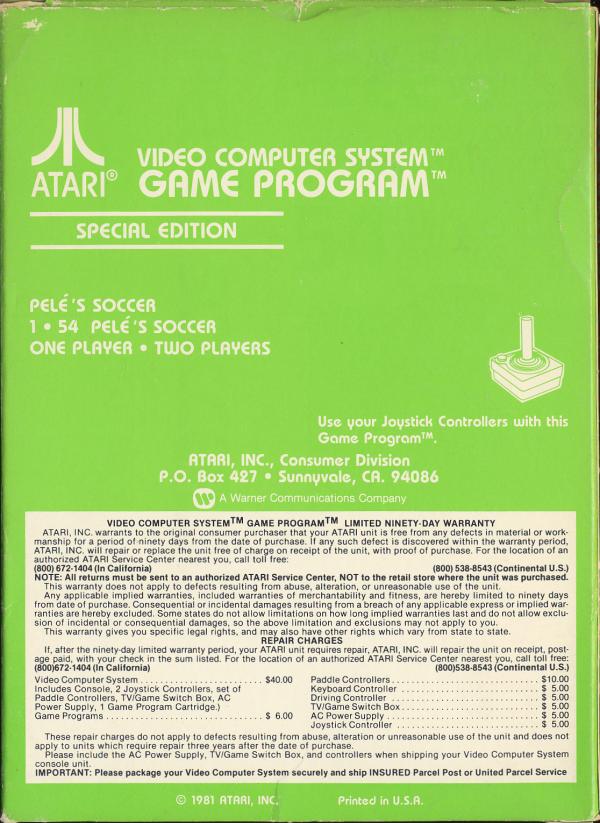 VIDEO COMPUTER SYSTEM™
ATARI® GAME PROGRAM™
SPECIAL EDITION
PELÉ'S SOCCER
1 • 54 PELÉ'S SOCCER
ONE PLAYER • TWO PLAYERS
Use your Joystick Controllers with this
Game Program™.
ATARI, INC., Consumer Division
P.O. Box 427 • Sunnyvale, CA. 94086
A Warner Communications Company
VIDEO COMPUTER SYSTEM™ GAME PROGRAM™ LIMITED NINETY-DAY WARRANTY
ATARI, INC. warrants to the original consumer purchaser that your ATARI unit is free from any defects in material or work-
manship for a period of ninety days from the date of purchase. If any such defect is discovered within the warranty period,
ATARI, INC. will repair or replace the unit free of charge on receipt of the unit, with proof of purchase. For the location of an
authorized ATARI Service Center nearest you, call toll free:
(800) 672-1404 (In California) (800) 538-8543 (Continental U.S.)
NOTE: All returns must be sent to an authorized ATARI Service Center, NOT to the retail store where the unit was purchased.
This warranty does not apply to defects resulting from abuse, alteration, or unreasonable use of the unit.
Any applicable implied warranties, included warranties of merchantability and fitness, are hereby limited to ninety days
from date of purchase. Consequential or incidental damages resulting from a breach of any applicable express or implied war-
ranties are hereby excluded. Some states do not allow limitations on how long implied warranties last and do not allow exclu-
sion of incidental or consequential damages, so the above limitation and exclusions may not apply to you.
This warranty gives you specific legal rights, and may also have other rights which vary from state to state.
REPAIR CHARGES
If, after the ninety-day limited warranty period, your ATARI unit requires repair, ATARI, INC. will repair the unit on receipt, post-
age paid, with your check in the sum listed. For the location of an authorized ATARI Service Center nearest you, call toll free:
(800)672-1404 (In California) (800)538-8543 (Continental U.S.)
Video Computer System . . . . . . . . . . . . . . . . . . . . . $40.00
Includes Console, 2 Joystick Controllers, set of
Paddle Controllers, TV/Game Switch Box, AC
Power Supply, 1 Game Program Cartridge.)
Game Programs . . . . . . . . . . . . . . . . . . . . . . . . . . . . $ 6.00
Paddle Controllers . . . . . . . . . . . . . . . . . . . . . . . . . . . $10.00
Keyboard Controller . . . . . . . . . . . . . . . . . . . . . . . . . $ 5.00
Driving Controller . . . . . . . . . . . . . . . . . . . . . . . . . . . $ 5.00
TV/Game Switch Box . . . . . . . . . . . . . . . . . . . . . . . . $ 5.00
AC Power Supply . . . . . . . . . . . . . . . . . . . . . . . . . . . $ 5.00
Joystick Controller . . . . . . . . . . . . . . . . . . . . . . . . . . $ 5.00
These repair charges do not apply to defects resulting from abuse, alteration or unreasonable use of the unit and does not
apply to units which require repair three years after the date of purchase.
Please include the AC Power Supply, TV/Game Switch Box, and controllers when shipping your Video Computer System
console unit.
IMPORTANT: Please package your Video Computer System securely and ship INSURED Parcel Post or United Parcel Service
© 1981 ATARI, INC. Printed in U.S.A.